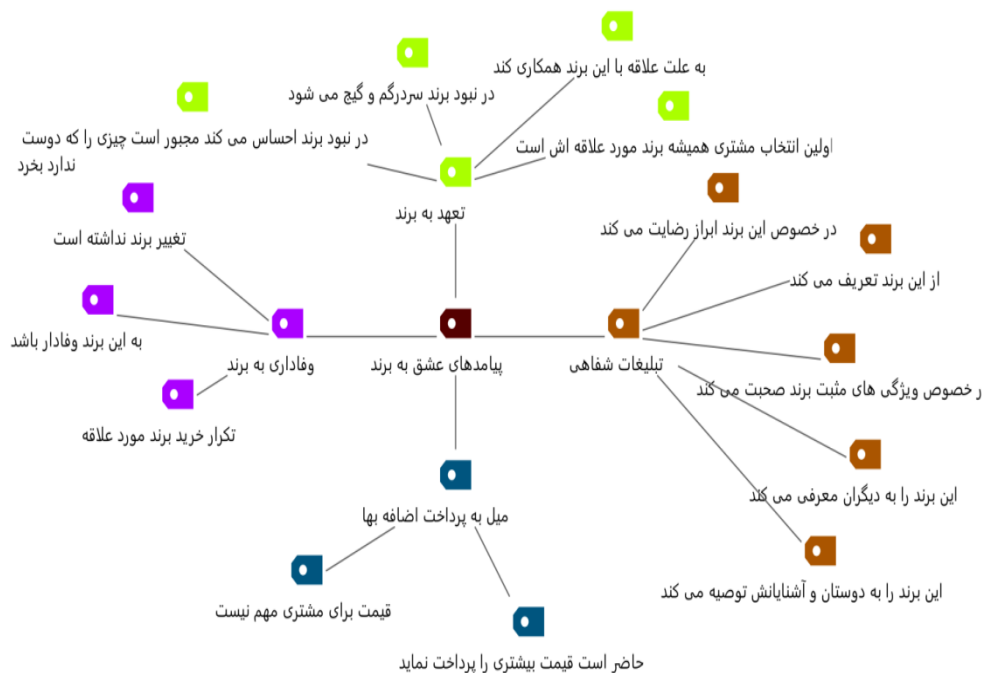 به علت علاقه با این برند همکاری کند
در نبود برند سردرگم و گیج می شود
در نبود برند احساس می کند مجبور است چیزی را که دوست
ندارد بخرد
اولین انتخاب مشتری همیشه برند مورد علاقه اش است
تعهد به برند
در خصوص این برند ابراز رضایت می کند
تغییر برند نداشته است
از این برند تعریف می کند
به این برند وفادار باشد
وفاداری به برند
پیامدهای عشق به برند
تبلیغات شفاهی
ر خصوص ویژگی های مثبت برند صحبت می کند
تکرار خرید برند مورد علاقه
این برند را به دیگران معرفی می کند
میل به پرداخت اضافه بها
این برند را به دوستان و آشنایانش توصیه می کند
قیمت برای مشتری مهم نیست
حاضر است قیمت بیشتری را پرداخت نماید